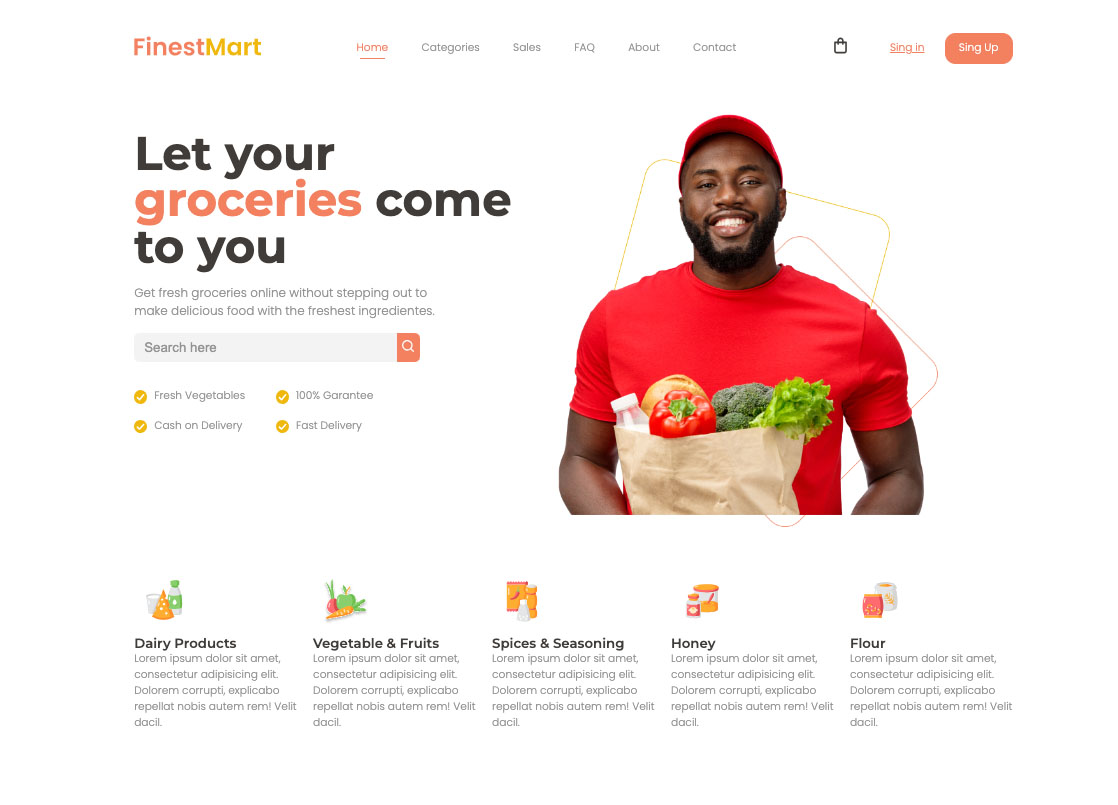 FinestMart
Home Categories Sales FAQ About Contact
Sing in
Sing Up
Let your
groceries come
to you
Get fresh groceries online without stepping out to
make delicious food with the freshest ingredientes.
Search here
Fresh Vegetables
100% Garantee
Cash on Delivery
Fast Delivery
Dairy Products
Lorem ipsum dolor sit amet,
consectetur adipisicing elit.
Dolorem corrupti, explicabo
repellat nobis autem rem! Velit
dacil.
Vegetable & Fruits
Lorem ipsum dolor sit amet,
consectetur adipisicing elit.
Dolorem corrupti, explicabo
repellat nobis autem rem! Velit
dacil.
Spices & Seasoning
Lorem ipsum dolor sit amet,
consectetur adipisicing elit.
Dolorem corrupti, explicabo
repellat nobis autem rem! Velit
dacil.
Honey
Lorem ipsum dolor sit amet,
consectetur adipisicing elit.
Dolorem corrupti, explicabo
repellat nobis autem rem! Velit
dacil.
Flour
Lorem ipsum dolor sit amet,
consectetur adipisicing elit.
Dolorem corrupti, explicabo
repellat nobis autem rem! Velit
dacil.